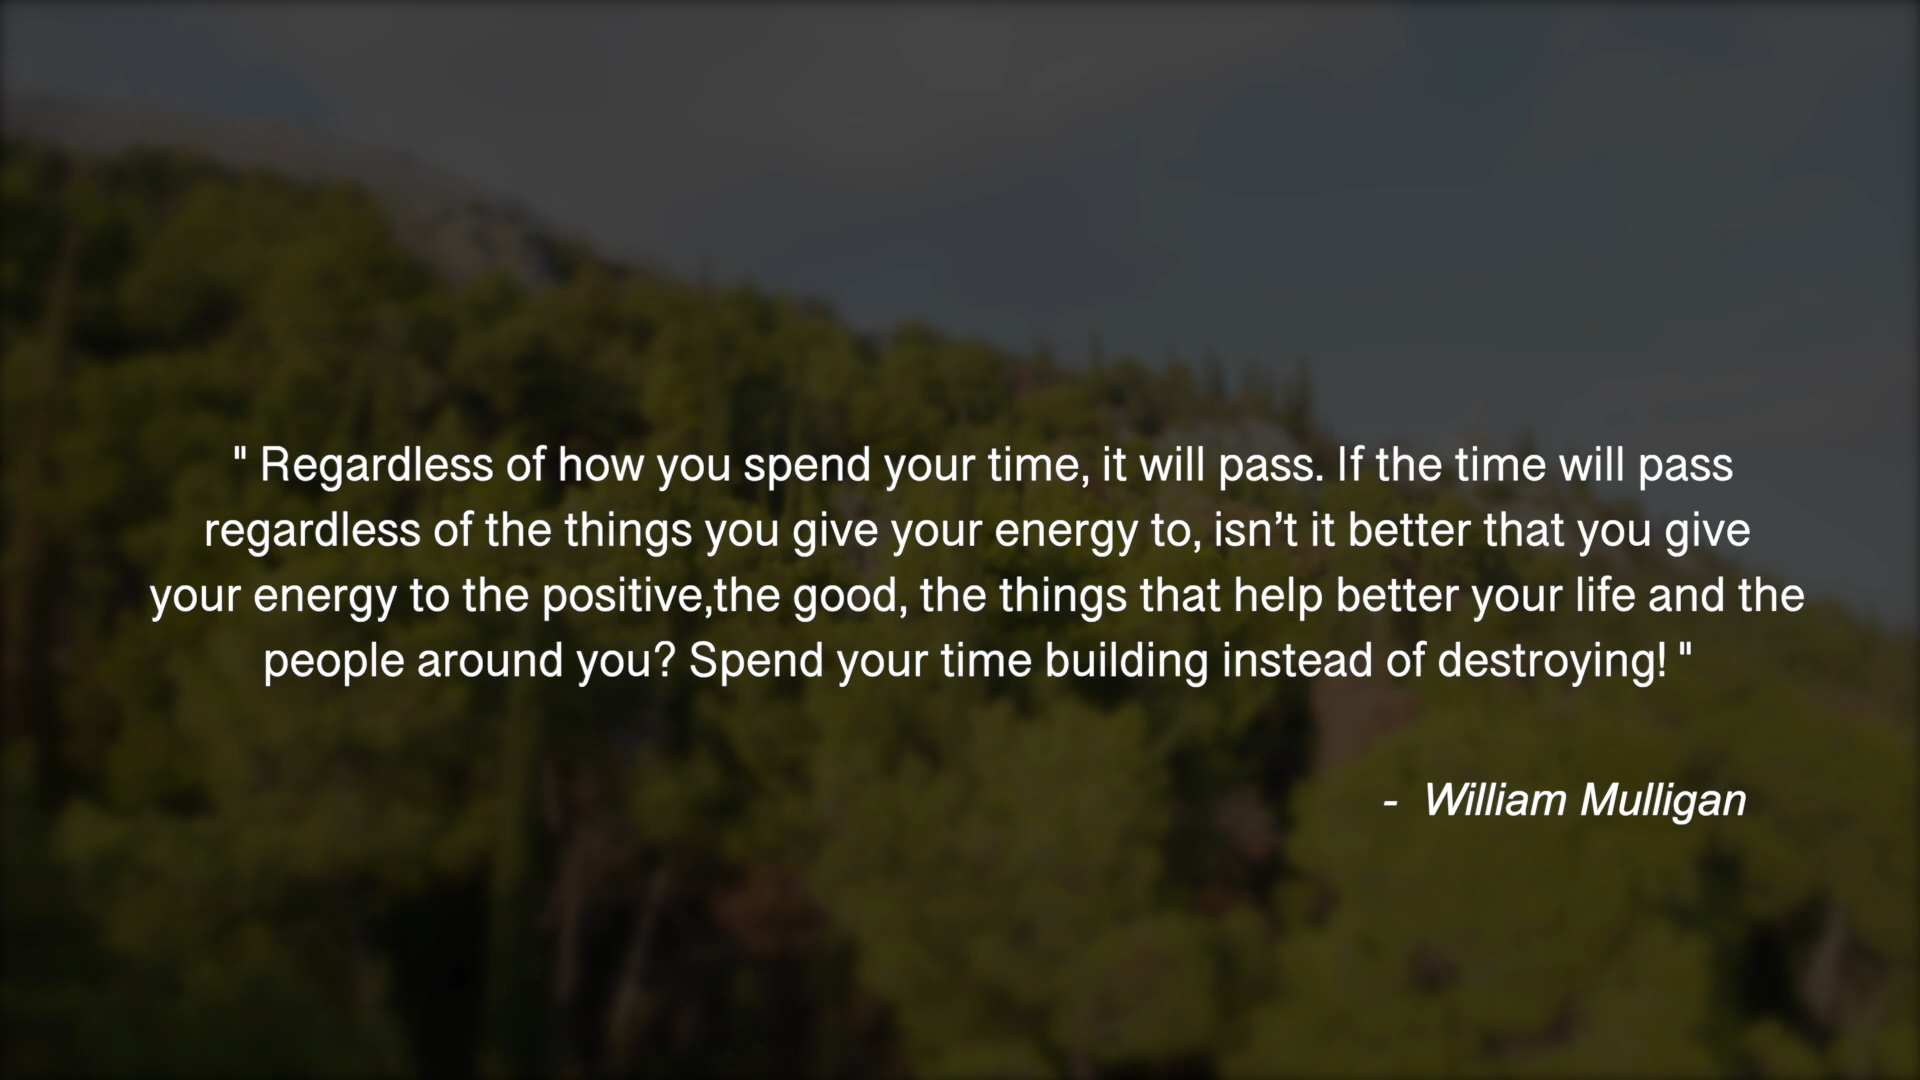 " Regardless of how you spend your time, it will pass. If the time will pass
regardless of the things you give your energy to, isn’t it better that you give
your energy to the positive,the good, the things that help better your life and the
people around you? Spend your time building instead of destroying! "
- William Mulligan